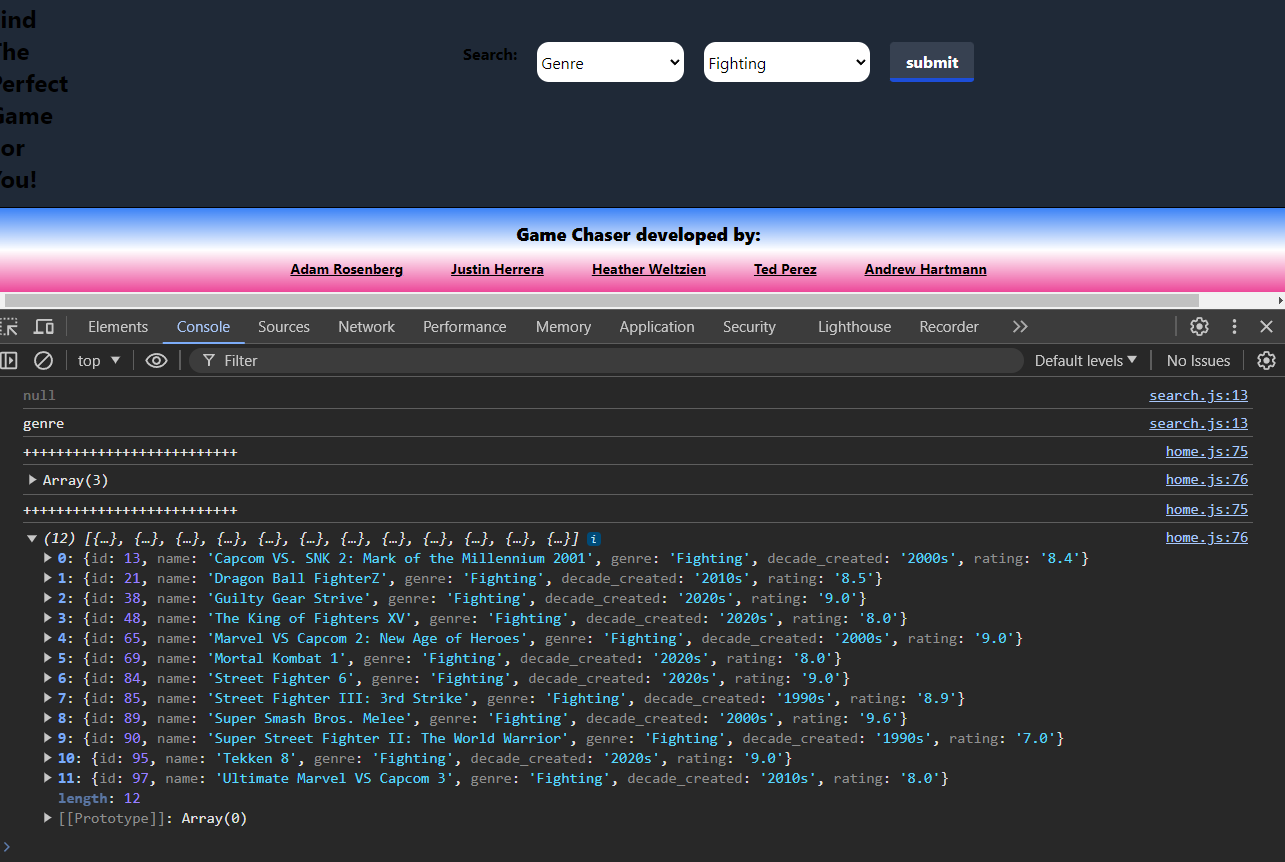 ind
The
Perfect
Game
or
You!
Search:
Genre
Fighting
submit
Game Chaser developed by:
Adam Rosenberg Justin Herrera Heather Weltzien Ted Perez Andrew Hartmann
Elements Console Sources Network Performance Memory Application Security Lighthouse Recorder
top Filter Default levels No Issues
null search.js:13
genre search.js:13
++++++++++++++++++++++++++ home.js:75
Array(3) home.js:76
++++++++++++++++++++++++++ home.js:75
(12) [{…}, {…}, {…}, {…}, {…}, {…}, {…}, {…}, {…}, {…}, {…}, {…}] i home.js:76
0: {id: 13, name: 'Capcom VS. SNK 2: Mark of the Millennium 2001', genre: 'Fighting', decade_created: '2000s', rating: '8.4'}
1: {id: 21, name: 'Dragon Ball FighterZ', genre: 'Fighting', decade_created: '2010s', rating: '8.5'}
2: {id: 38, name: 'Guilty Gear Strive', genre: 'Fighting', decade_created: '2020s', rating: '9.0'}
3: {id: 48, name: 'The King of Fighters XV', genre: 'Fighting', decade_created: '2020s', rating: '8.0'}
4: {id: 65, name: 'Marvel VS Capcom 2: New Age of Heroes', genre: 'Fighting', decade_created: '2000s', rating: '9.0'}
5: {id: 69, name: 'Mortal Kombat 1', genre: 'Fighting', decade_created: '2020s', rating: '8.0'}
6: {id: 84, name: 'Street Fighter 6', genre: 'Fighting', decade_created: '2020s', rating: '9.0'}
7: {id: 85, name: 'Street Fighter III: 3rd Strike', genre: 'Fighting', decade_created: '1990s', rating: '8.9'}
8: {id: 89, name: 'Super Smash Bros. Melee', genre: 'Fighting', decade_created: '2000s', rating: '9.6'}
9: {id: 90, name: 'Super Street Fighter II: The World Warrior', genre: 'Fighting', decade_created: '1990s', rating: '7.0'}
10: {id: 95, name: 'Tekken 8', genre: 'Fighting', decade_created: '2020s', rating: '9.0'}
11: {id: 97, name: 'Ultimate Marvel VS Capcom 3', genre: 'Fighting', decade_created: '2010s', rating: '8.0'}
length: 12
[[Prototype]]: Array(0)